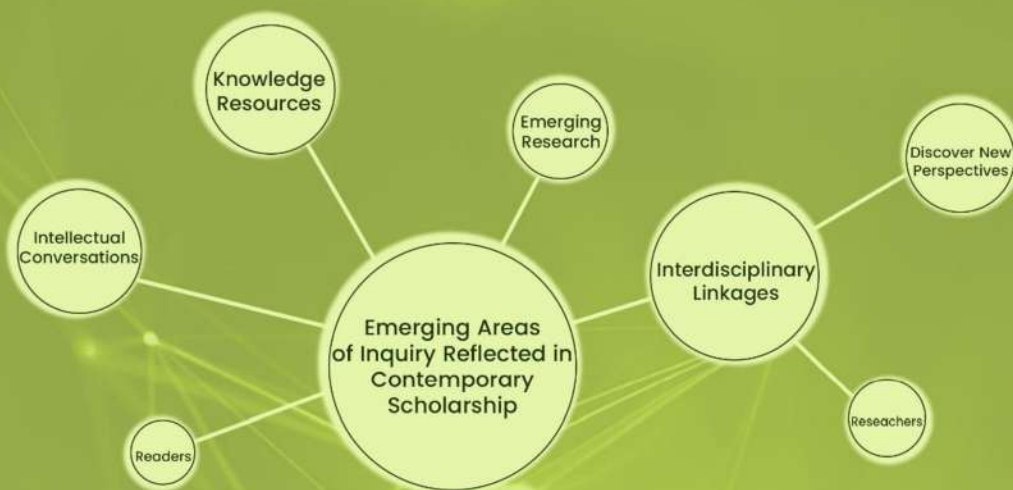 Knowledge
Resources
Emerging
Research
Discover New
Perspectives
Intellectual
Conversations
Interdisciplinary
Linkages
Emerging Areas
of Inquiry Reflected in
Contemporary
Scholarship
Readers
Reseachers